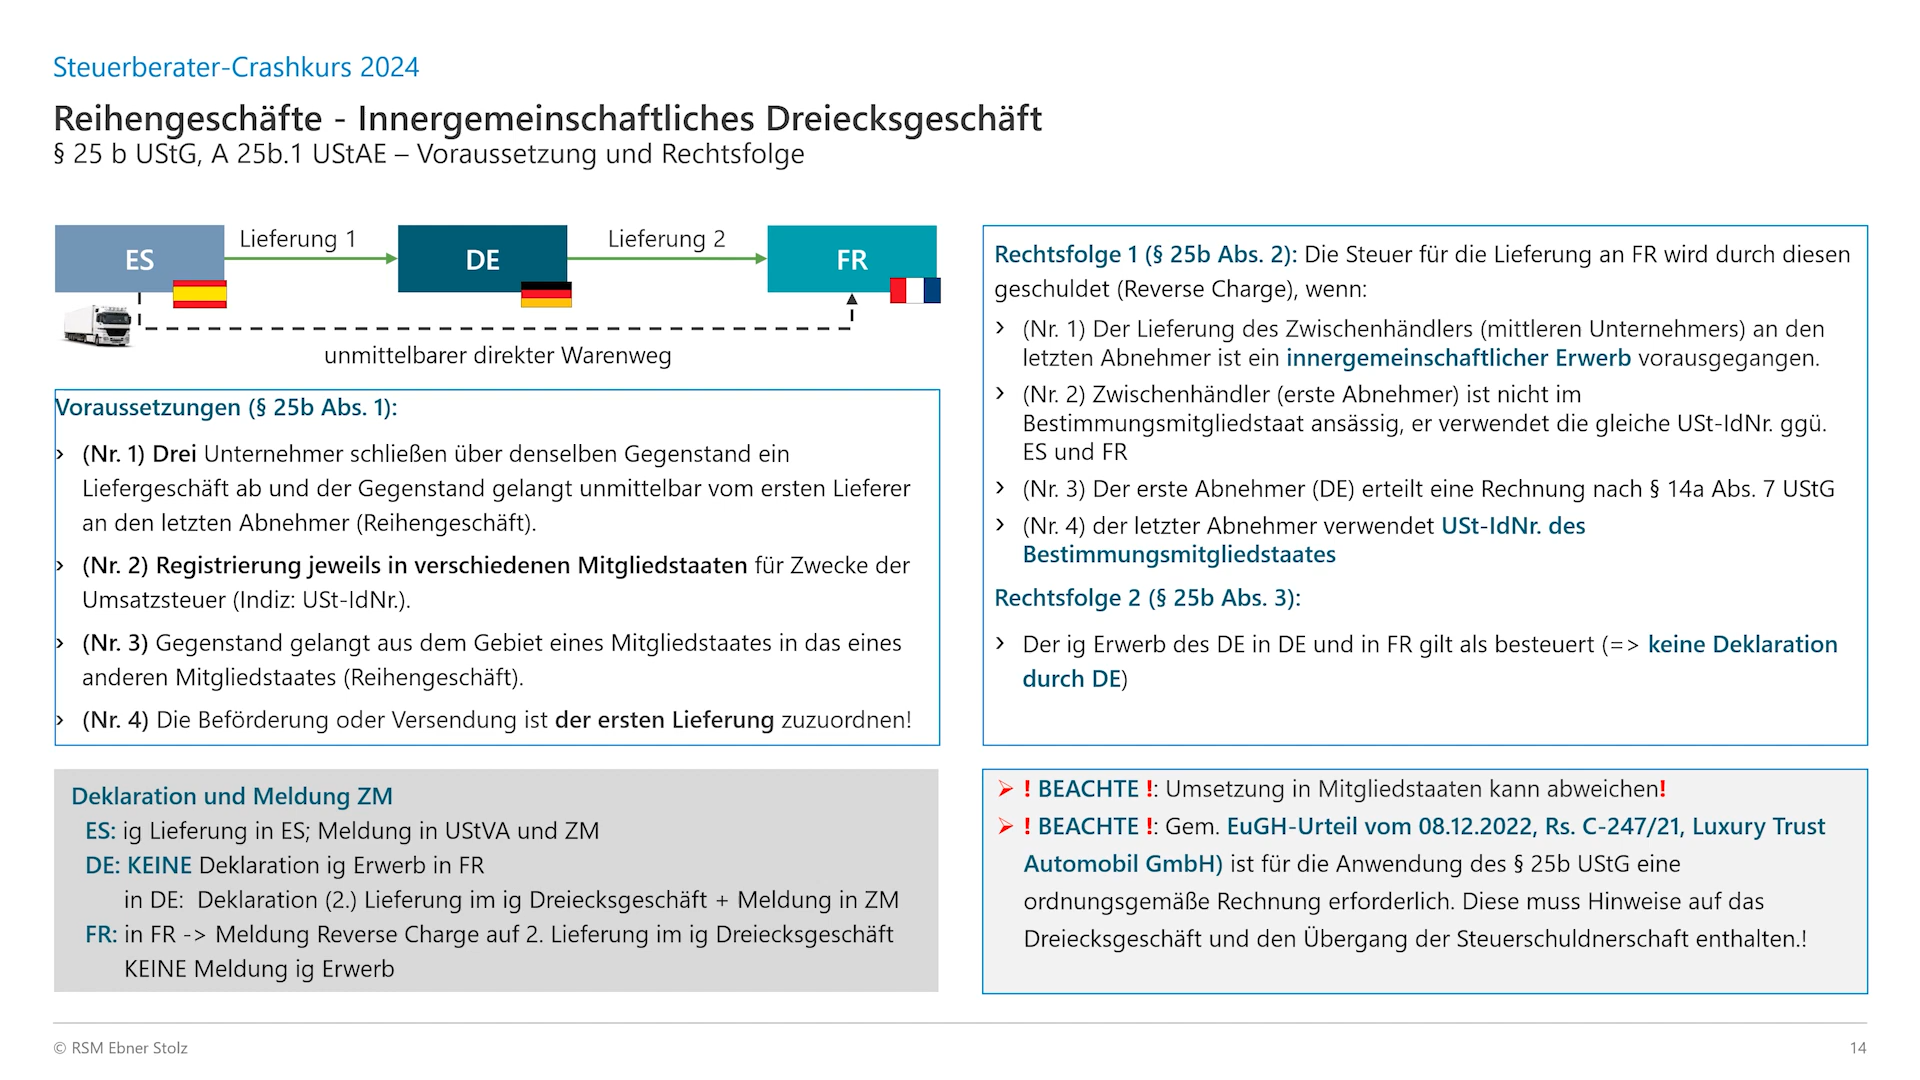 Steuerberater-Crashkurs 2024
Reihengeschäfte - Innergemeinschaftliches Dreiecksgeschäft
§ 25 b UStG, A 25b.1 UStAE – Voraussetzung und Rechtsfolge
ES
Lieferung 1
DE
Lieferung 2
FR
unmittelbarer direkter Warenweg
Voraussetzungen (§ 25b Abs. 1):
› (Nr. 1) Drei Unternehmer schließen über denselben Gegenstand ein
Liefergeschäft ab und der Gegenstand gelangt unmittelbar vom ersten Lieferer
an den letzten Abnehmer (Reihengeschäft).
› (Nr. 2) Registrierung jeweils in verschiedenen Mitgliedstaaten für Zwecke der
Umsatzsteuer (Indiz: USt-IdNr.).
› (Nr. 3) Gegenstand gelangt aus dem Gebiet eines Mitgliedstaates in das eines
anderen Mitgliedstaates (Reihengeschäft).
› (Nr. 4) Die Beförderung oder Versendung ist der ersten Lieferung zuzuordnen!
Deklaration und Meldung ZM
ES: ig Lieferung in ES; Meldung in UStVA und ZM
DE: KEINE Deklaration ig Erwerb in FR
in DE: Deklaration (2.) Lieferung im ig Dreiecksgeschäft + Meldung in ZM
FR: in FR -> Meldung Reverse Charge auf 2. Lieferung im ig Dreiecksgeschäft
KEINE Meldung ig Erwerb
Rechtsfolge 1 (§ 25b Abs. 2): Die Steuer für die Lieferung an FR wird durch diesen
geschuldet (Reverse Charge), wenn:
› (Nr. 1) Der Lieferung des Zwischenhändlers (mittleren Unternehmers) an den
letzten Abnehmer ist ein innergemeinschaftlicher Erwerb vorausgegangen.
› (Nr. 2) Zwischenhändler (erste Abnehmer) ist nicht im
Bestimmungsmitgliedstaat ansässig, er verwendet die gleiche USt-IdNr. ggü.
ES und FR
› (Nr. 3) Der erste Abnehmer (DE) erteilt eine Rechnung nach § 14a Abs. 7 UStG
› (Nr. 4) der letzter Abnehmer verwendet USt-IdNr. des
Bestimmungsmitgliedstaates
Rechtsfolge 2 (§ 25b Abs. 3):
› Der ig Erwerb des DE in DE und in FR gilt als besteuert (=> keine Deklaration
durch DE)
➢ ! BEACHTE !: Umsetzung in Mitgliedstaaten kann abweichen!
➢ ! BEACHTE !: Gem. EuGH-Urteil vom 08.12.2022, Rs. C-247/21, Luxury Trust
Automobil GmbH) ist für die Anwendung des § 25b UStG eine
ordnungsgemäße Rechnung erforderlich. Diese muss Hinweise auf das
Dreiecksgeschäft und den Übergang der Steuerschuldnerschaft enthalten.!
© RSM Ebner Stolz
14